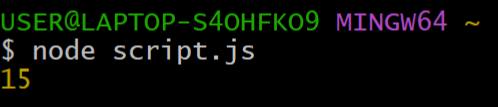 USER@LAPTOP-S4OHFKO9 MINGW64 ~
$ node script.js
15